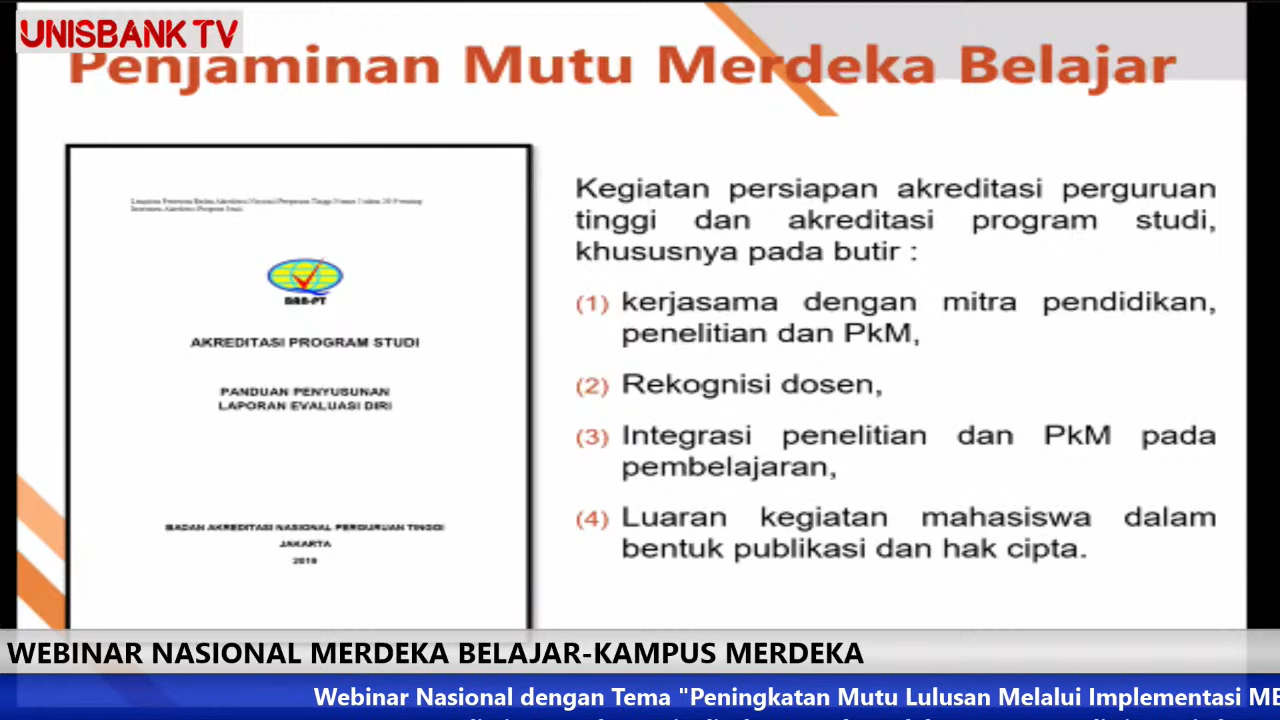 UNISBANK TV
Penjaminan Mutu Merdeka Belajar
BAN-PT
AKREDITASI PROGRAM STUDI
PANDUAN PENYUSUNAN
LAPORAN EVALUASI DIRI
BADAN AKREDITASI NASIONAL PERGURUAN TINGGI
JAKARTA
2019
Kegiatan persiapan akreditasi perguruan
tinggi dan akreditasi program studi,
khususnya pada butir :
(1) kerjasama dengan mitra pendidikan,
penelitian dan PkM,
(2) Rekognisi dosen,
(3) Integrasi penelitian dan PkM pada
pembelajaran,
(4) Luaran kegiatan mahasiswa dalam
bentuk publikasi dan hak cipta.
WEBINAR NASIONAL MERDEKA BELAJAR-KAMPUS MERDEKA
Webinar Nasional dengan Tema "Peningkatan Mutu Lulusan Melalui Implementasi ME